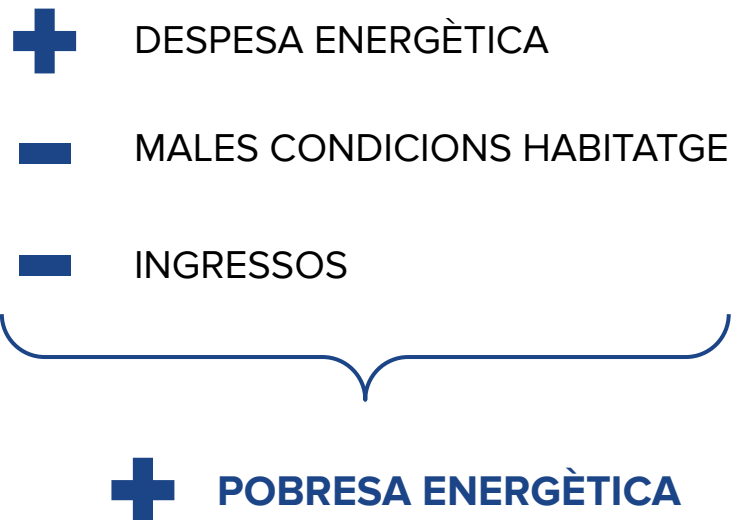 + DESPESA ENERGÈTICA
- MALES CONDICIONS HABITATGE
- INGRESSOS
+ POBRESA ENERGÈTICA